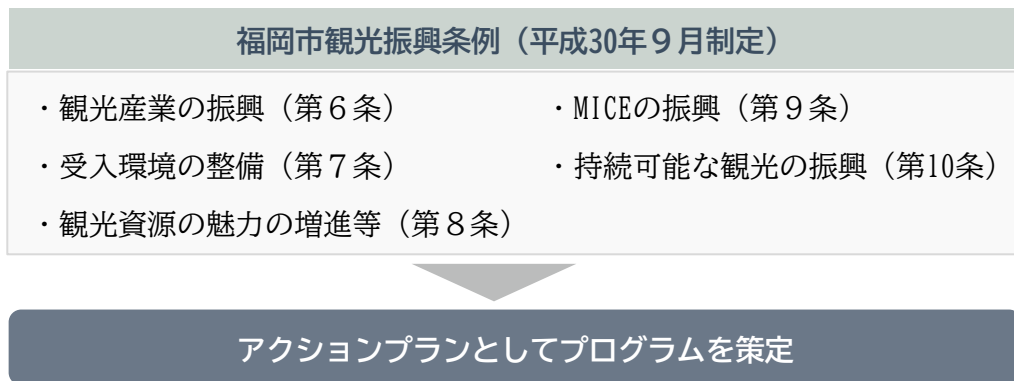 福岡市観光振興条例（平成30年９月制定）
・観光産業の振興（第６条）
・受入環境の整備（第７条）
・観光資源の魅力の増進等（第８条）
・MICEの振興（第９条）
・持続可能な観光の振興（第10条）
アクションプランとしてプログラムを策定